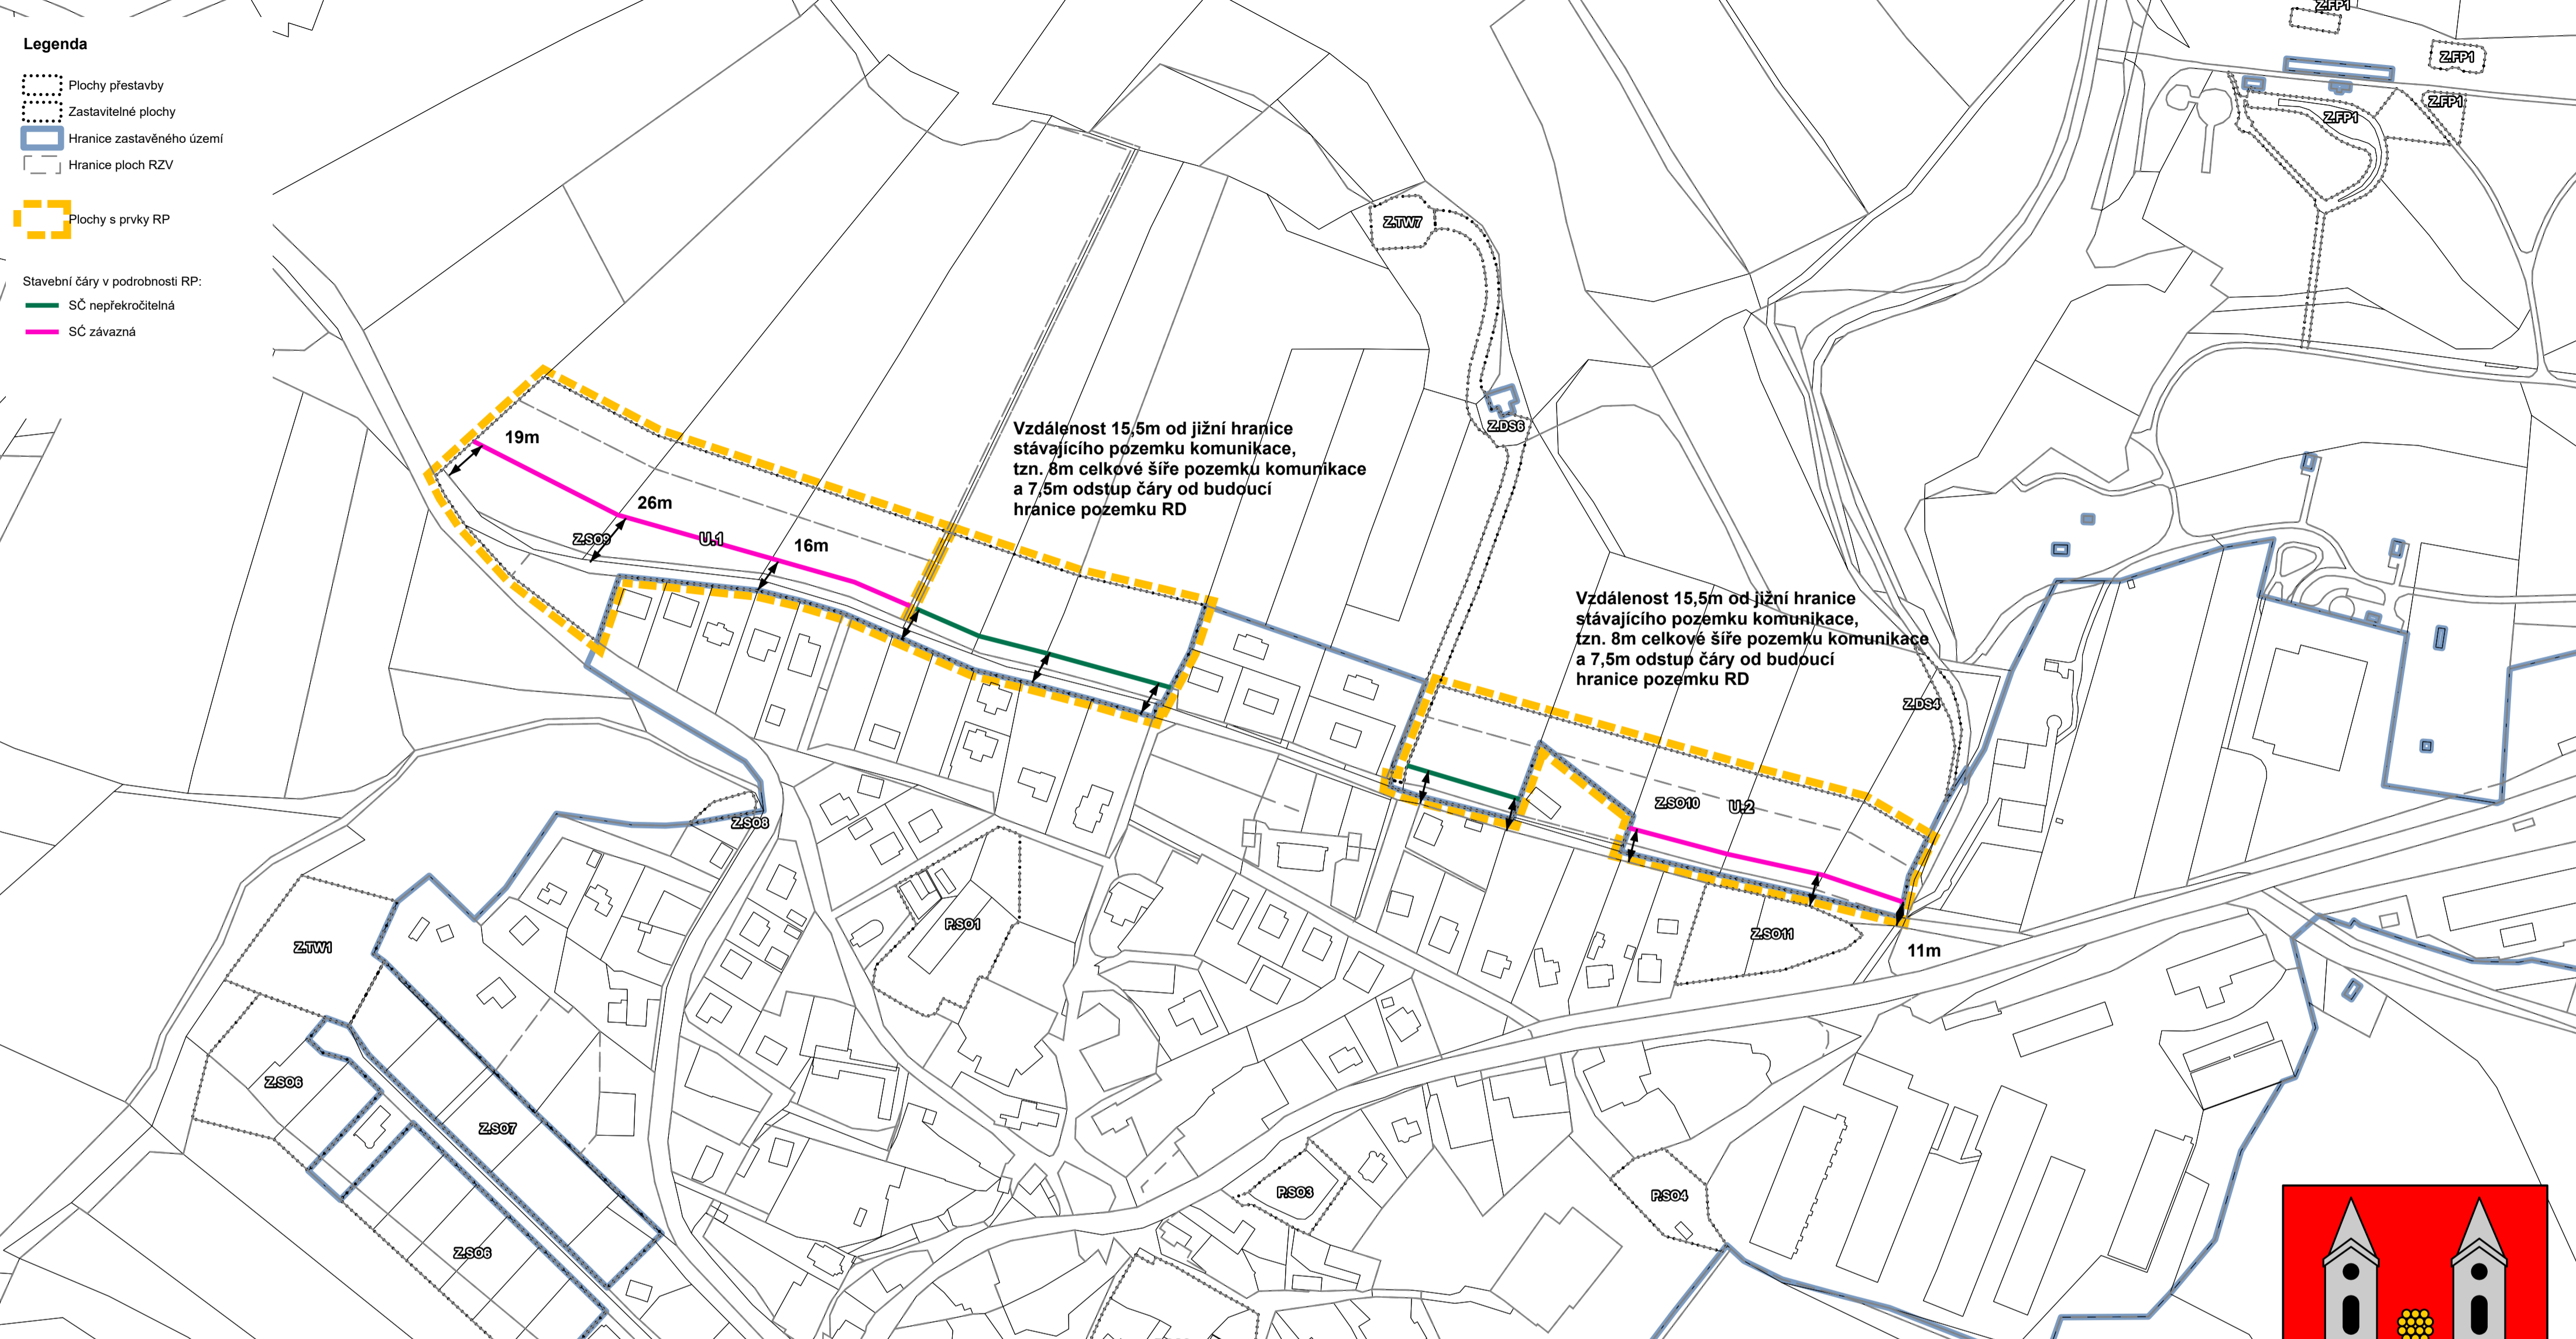 Legenda
Plochy přestavby
Zastavitelné plochy
Hranice zastavěného území
Hranice ploch RZV
Plochy s prvky RP
Stavební čáry v podrobnosti RP:
SČ nepřekročitelná
SĆ závazná
Z.FP1
Z.FP1
Z.FP1
Z.FP1
Z.TW7
Z.DS6
19m
26m
16m
Z.SO9
U.1
Vzdálenost 15,5m od jižní hranice
stávajícího pozemku komunikace,
tzn. 8m celkové šíře pozemku komunikace
a 7,5m odstup čáry od budoucí
hranice pozemku RD
Vzdálenost 15,5m od jižní hranice
stávajícího pozemku komunikace,
tzn. 8m celkové šíře pozemku komunikace
a 7,5m odstup čáry od budoucí
hranice pozemku RD
Z.DS4
Z.SO10
U.2
Z.SO8
P.SO1
Z.SO11
11m
Z.TW1
Z.SO6
Z.SO7
P.SO3
P.SO4
Z.SO6